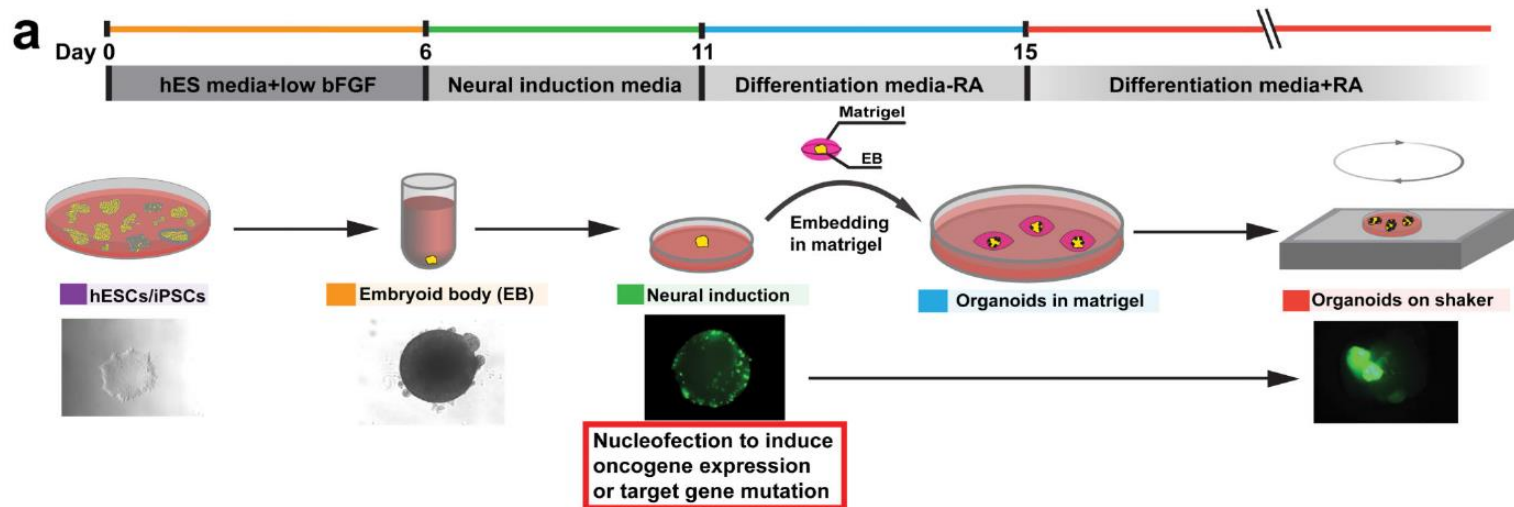 a
Day 0 6 11 15
hES media+low bFGF Neural induction media Differentiation media-RA Differentiation media+RA
Matrigel
EB
Embedding
in matrigel
hESCs/iPSCs Embryoid body (EB) Neural induction Organoids in matrigel Organoids on shaker
Nucleofection to induce
oncogene expression
or target gene mutation